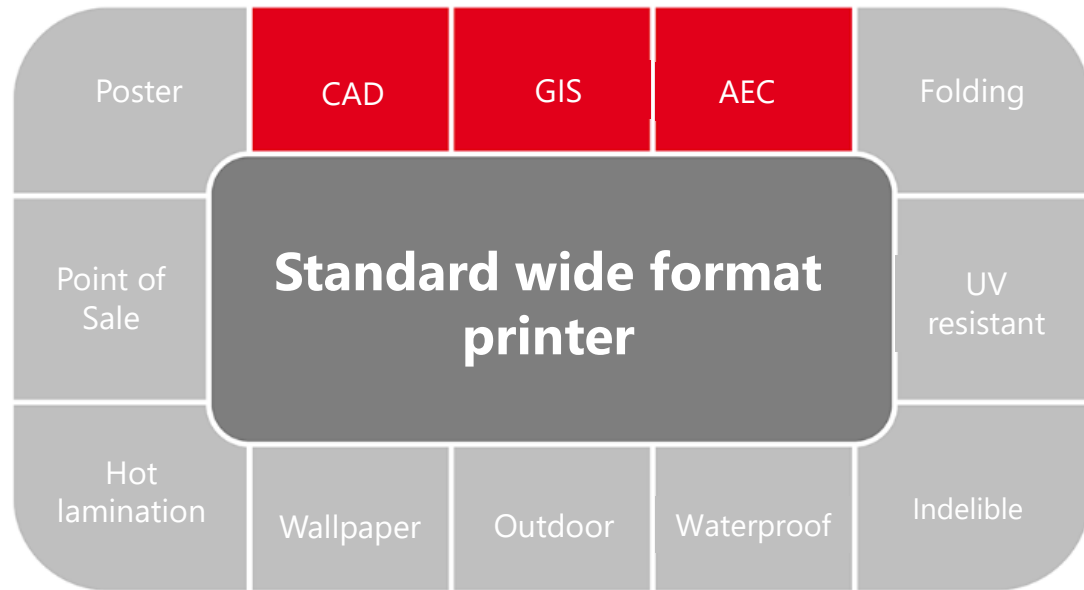 Poster
CAD
GIS
AEC
Folding
Point of
Sale
Standard wide format
printer
UV
resistant
Hot
lamination
Wallpaper
Outdoor
Waterproof
Indelible